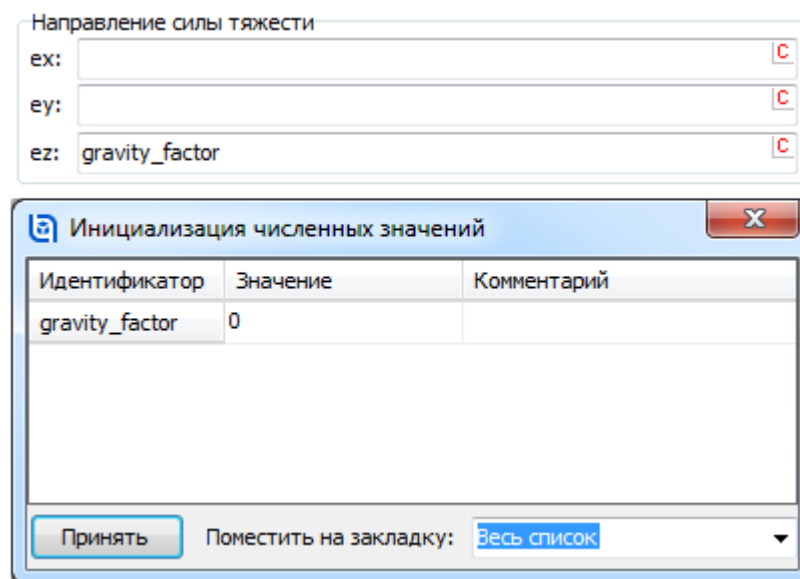 Направление силы тяжести
ex: C
ey: C
ez: gravity_factor C
Инициализация численных значений
Идентификатор Значение Комментарий
gravity_factor 0
Принять Поместить на закладку: Весь список